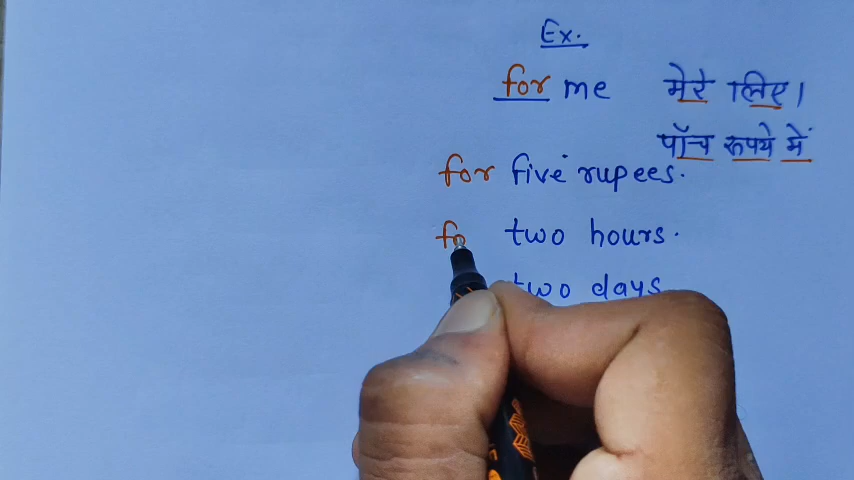 Ex.
for me मेरे लिए।
पाँच रूपये में
for five rupees.
fo two hours.
two days